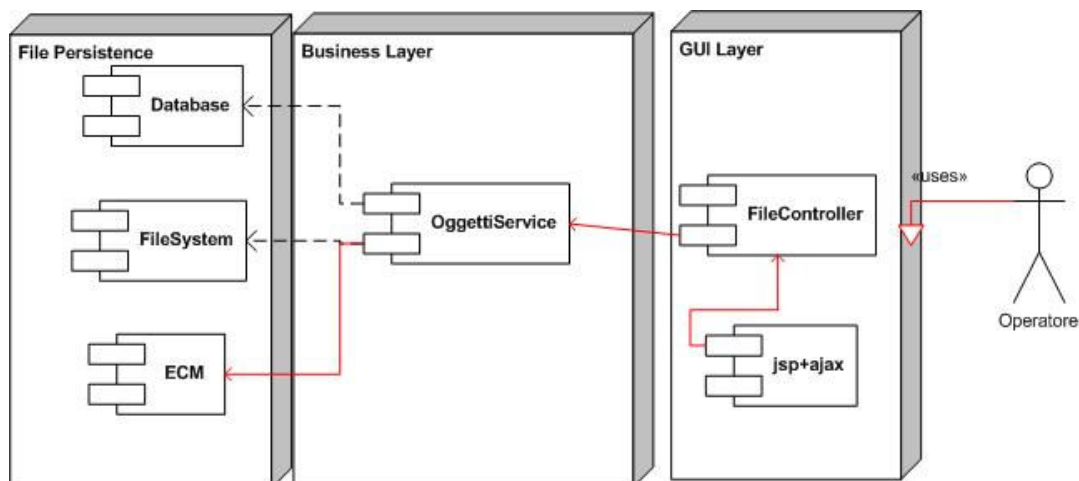 File Persistence
Business Layer
GUI Layer
Database
OggettiService
FileController
«uses»
FileSystem
Operatore
ECM
jsp+ajax